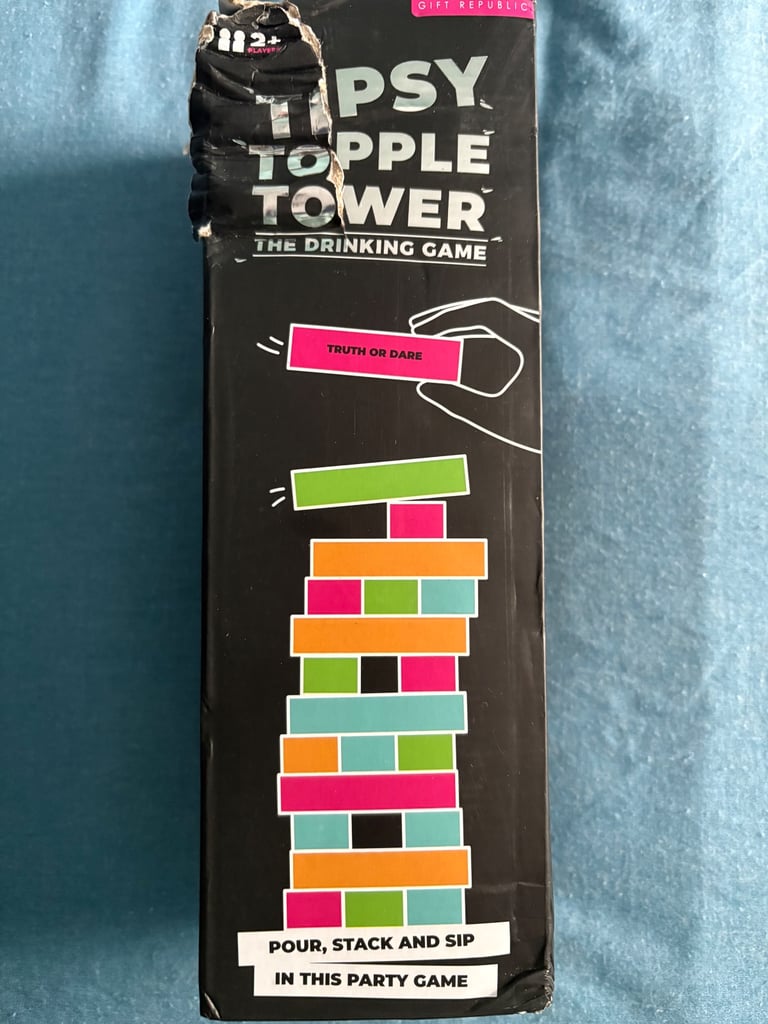 GIFT REPUBLIC
2+
PLAYERS
TIPSY
TOPPLE
TOWER
THE DRINKING GAME
TRUTH OR DARE
POUR, STACK AND SIP
IN THIS PARTY GAME